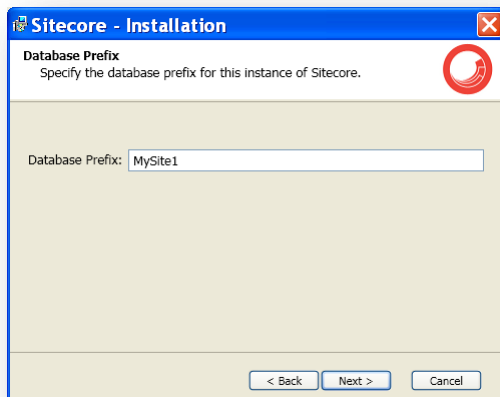 Sitecore - Installation
Database Prefix
Specify the database prefix for this instance of Sitecore.
Database Prefix: MySite1
< Back Next > Cancel